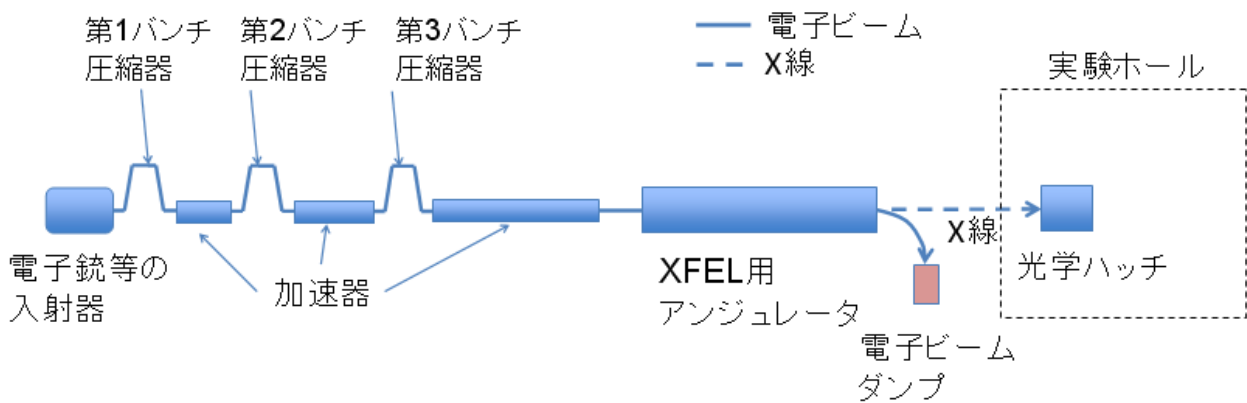 第1バンチ
圧縮器
第2バンチ
圧縮器
第3バンチ
圧縮器
電子ビーム
X線
実験ホール
X線
電子銃等の
入射器
加速器
XFEL用
アンジュレータ
光学ハッチ
電子ビーム
ダンプ